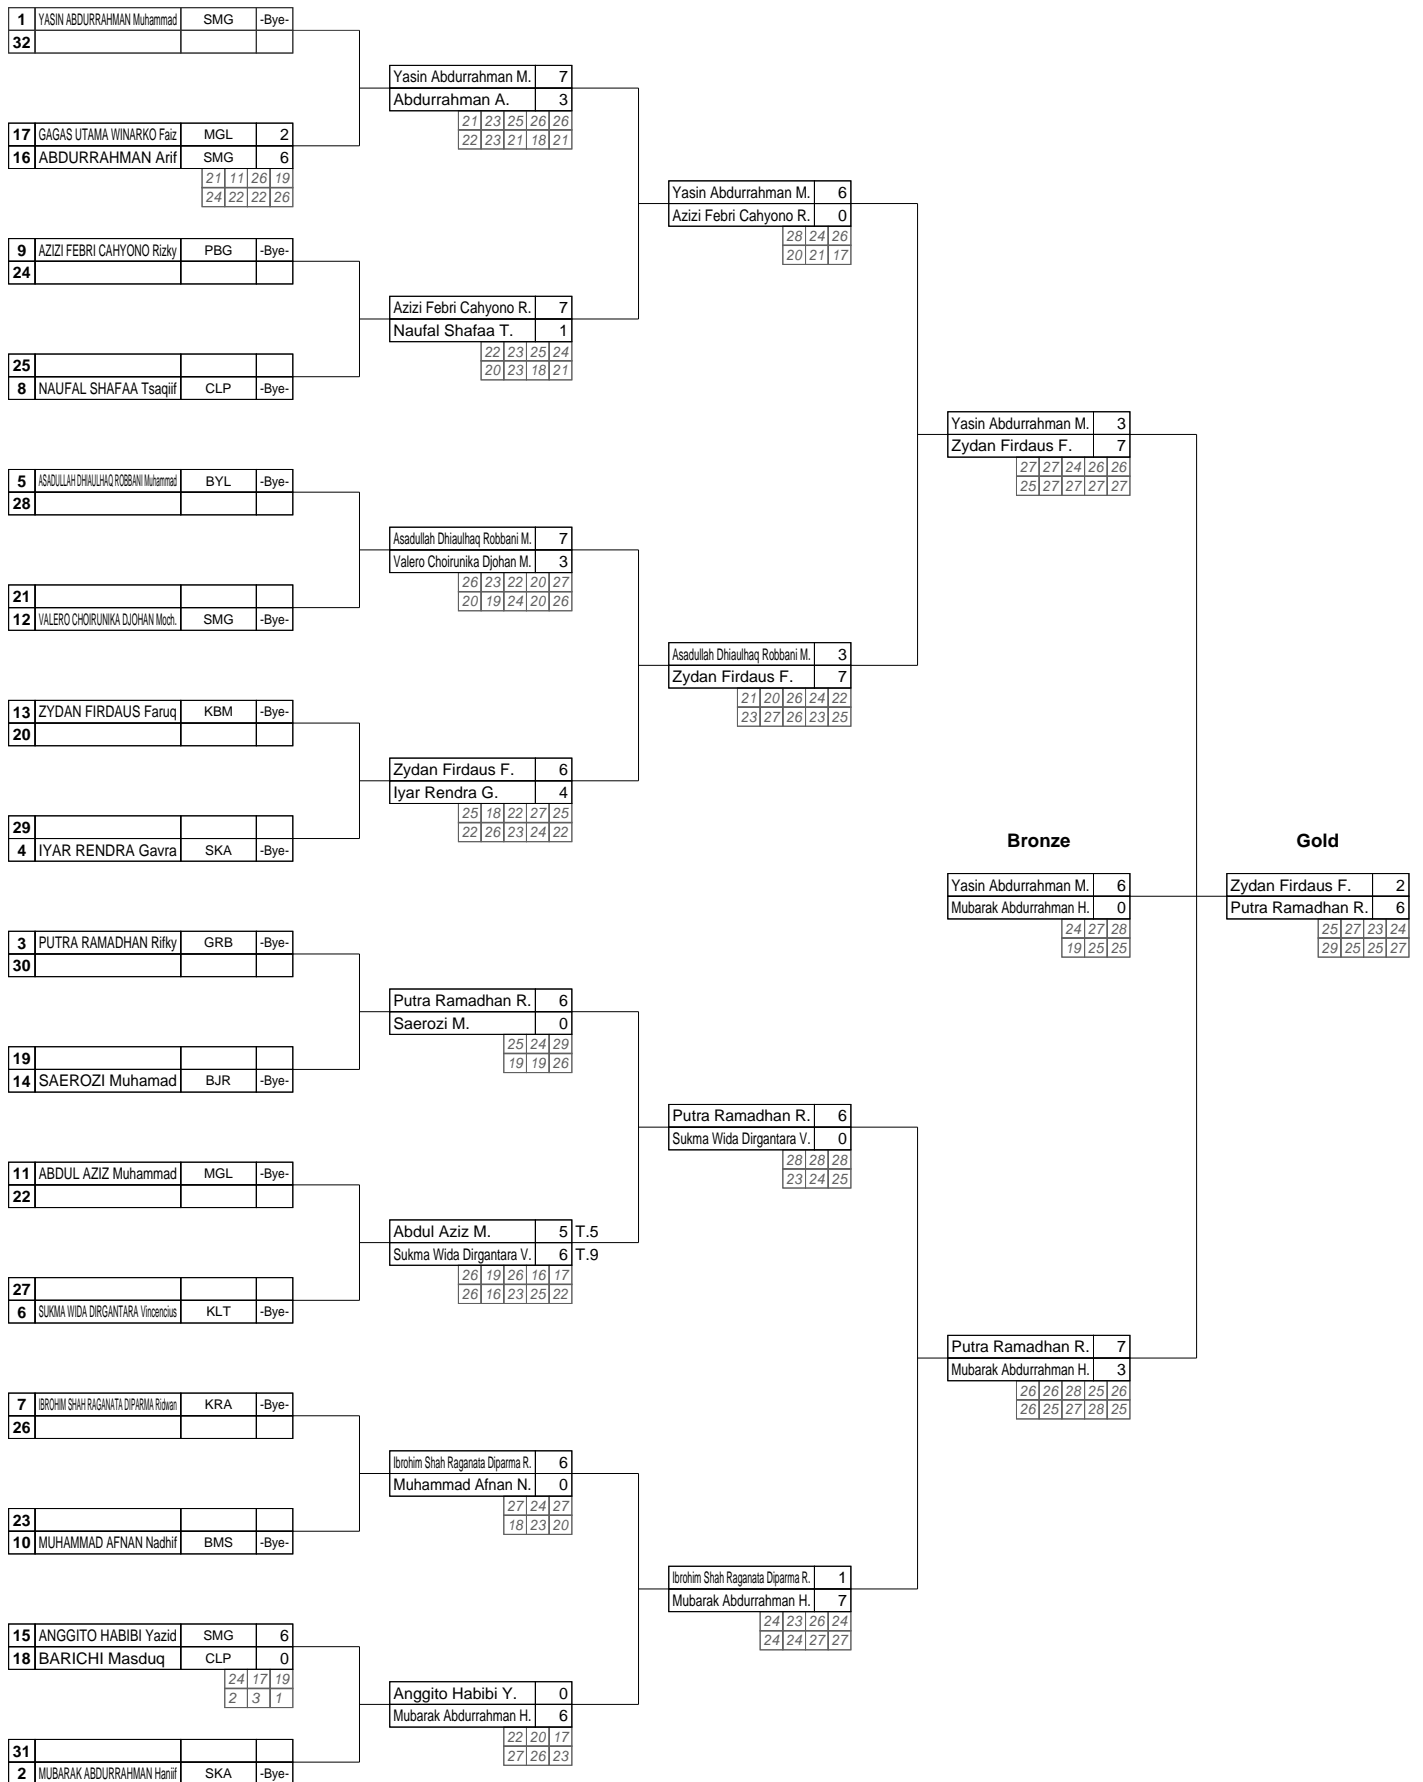 1 YASIN ABDURRAHMAN Muhammad SMG -Bye-
32
Yasin Abdurrahman M. 7
Abdurrahman A. 3
21 23 25 26 26
22 23 21 18 21
17 GAGAS UTAMA WINARKO Faiz MGL 2
16 ABDURRAHMAN Arif SMG 6
21 11 26 19
24 22 22 26
Yasin Abdurrahman M. 6
Azizi Febri Cahyono R. 0
28 24 26
20 21 17
9 AZIZI FEBRI CAHYONO Rizky PBG -Bye-
24
Azizi Febri Cahyono R. 7
Naufal Shafaa T. 1
22 23 25 24
20 23 18 21
25
8 NAUFAL SHAFAA Tsaqiif CLP -Bye-
Yasin Abdurrahman M. 3
Zydan Firdaus F. 7
27 27 24 26 26
25 27 27 27 27
5 ASADULLAH DHIAULHAQ ROBBANI Muhammad BYL -Bye-
28
Asadullah Dhiaulhaq Robbani M. 7
Valero Choirunika Djohan M. 3
26 23 22 20 27
20 19 24 20 26
21
12 VALERO CHOIRUNIKA DJOHAN Moch. SMG -Bye-
Asadullah Dhiaulhaq Robbani M. 3
Zydan Firdaus F. 7
21 20 26 24 22
23 27 26 23 25
13 ZYDAN FIRDAUS Faruq KBM -Bye-
20
Zydan Firdaus F. 6
Iyar Rendra G. 4
25 18 22 27 25
22 26 23 24 22
29
4 IYAR RENDRA Gavra SKA -Bye-
Bronze Gold
Yasin Abdurrahman M. 6
Mubarak Abdurrahman H. 0
24 27 28
19 25 25
Zydan Firdaus F. 2
Putra Ramadhan R. 6
25 27 23 24
29 25 25 27
3 PUTRA RAMADHAN Rifky GRB -Bye-
30
Putra Ramadhan R. 6
Saerozi M. 0
25 24 29
19 19 26
19
14 SAEROZI Muhamad BJR -Bye-
Putra Ramadhan R. 6
Sukma Wida Dirgantara V. 0
28 28 28
23 24 25
11 ABDUL AZIZ Muhammad MGL -Bye-
22
Abdul Aziz M. 5 T.5
Sukma Wida Dirgantara V. 6 T.9
26 19 26 16 17
26 16 23 25 22
27
6 SUKMA WIDA DIRGANTARA Vincencius KLT -Bye-
Putra Ramadhan R. 7
Mubarak Abdurrahman H. 3
26 26 28 25 26
26 25 27 28 25
7 IBROHIM SHAH RAGANATA DIPARMA Ridwan KRA -Bye-
26
Ibrohim Shah Raganata Diparma R. 6
Muhammad Afnan N. 0
27 24 27
18 23 20
23
10 MUHAMMAD AFNAN Nadhif BMS -Bye-
Ibrohim Shah Raganata Diparma R. 1
Mubarak Abdurrahman H. 7
24 23 26 24
24 24 27 27
15 ANGGITO HABIBI Yazid SMG 6
18 BARICHI Masduq CLP 0
24 17 19
2 3 1
Anggito Habibi Y. 0
Mubarak Abdurrahman H. 6
22 20 17
27 26 23
31
2 MUBARAK ABDURRAHMAN Haniif SKA -Bye-